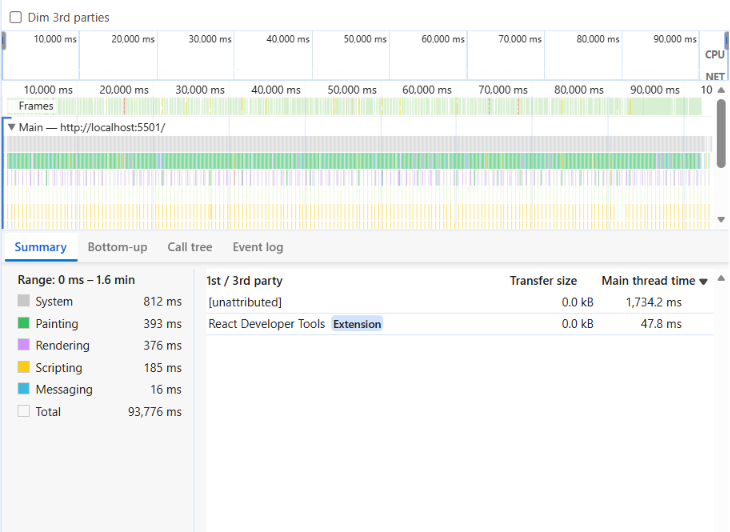 Dim 3rd parties
10,000 ms 20,000 ms 30,000 ms 40,000 ms 50,000 ms 60,000 ms 70,000 ms 80,000 ms 90,000 ms
CPU
NET
10,000 ms 20,000 ms 30,000 ms 40,000 ms 50,000 ms 60,000 ms 70,000 ms 80,000 ms 90,000 ms 10
Frames
Main — http://localhost:5501/
Summary Bottom-up Call tree Event log
Range: 0 ms – 1.6 min
System 812 ms
Painting 393 ms
Rendering 376 ms
Scripting 185 ms
Messaging 16 ms
Total 93,776 ms
1st / 3rd party Transfer size Main thread time
[unattributed] 0.0 kB 1,734.2 ms
React Developer Tools Extension 0.0 kB 47.8 ms